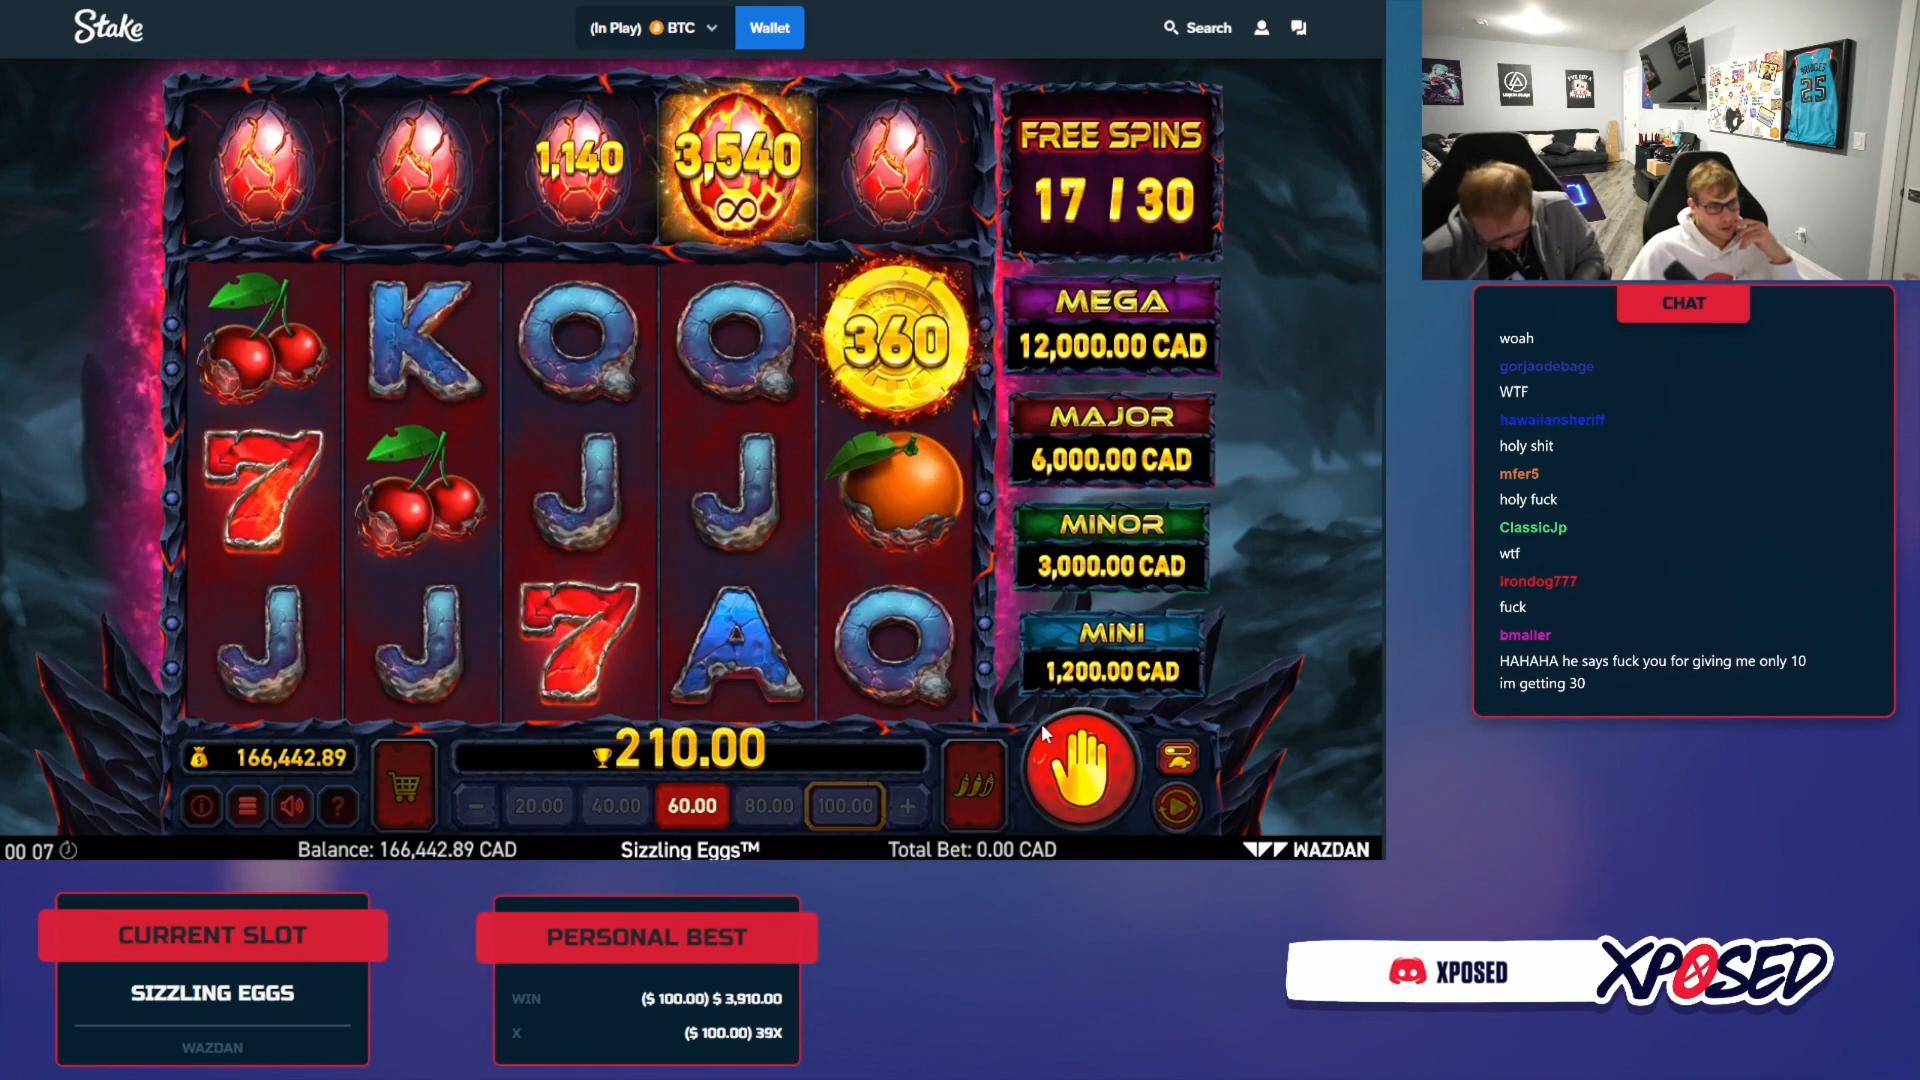 Stake
(In Play) BTC
Wallet
Search
1,140
3,540
FREE SPINS
17 / 30
MEGA
12,000.00 CAD
MAJOR
6,000.00 CAD
MINOR
3,000.00 CAD
MINI
1,200.00 CAD
K Q Q 360
7 J J
J J 7 A Q
166,442.89
210.00
20.00 40.00 60.00 80.00 100.00
00 07
Balance: 166,442.89 CAD
Sizzling Eggs™
Total Bet: 0.00 CAD
WAZDAN
BRIDGES
25
CHAT
woah
gorjaodebage
WTF
hawaiiansheriff
holy shit
mfer5
holy fuck
ClassicJp
wtf
irondog777
fuck
bmaller
HAHAHA he says fuck you for giving me only 10
im getting 30
CURRENT SLOT
SIZZLING EGGS
WAZDAN
PERSONAL BEST
WIN ($ 100.00) $ 3,910.00
X ($ 100.00) 39X
XPOSED
XPOSED